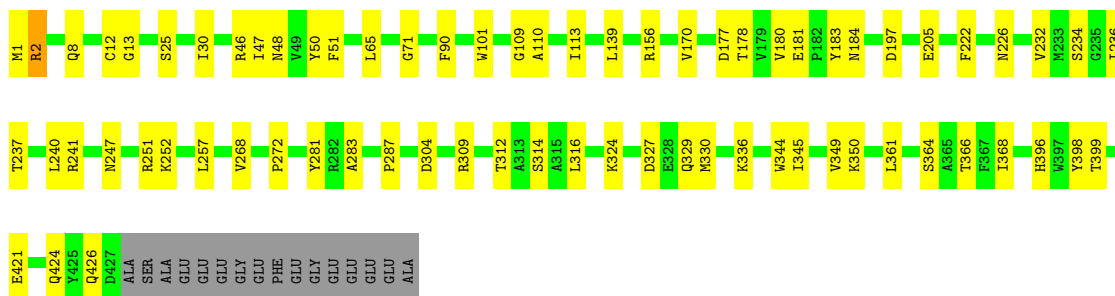 M1 R2 Q8 C12 G13 S25 I30 R46 I47 N48 V49 Y50 F51 L65 G71 F90 W101 G109 A110 I113 L139 R156 V170 D177 T178 V179 V180 E181 P182 Y183 N184 D197 E205 F222 N226 V232 M233 S234 G235
T237 L240 R241 N247 R251 K252 L257 V268 P272 Y281 R282 A283 P287 D304 R309 T312 A313 S314 A315 L316 K324 D327 E328 Q329 M330 K336 W344 I345 V349 K350 L361 S364 A365 T366 F367 I368 H396 W397 Y398 T399
E421 Q424 Y425 Q426 D427 ALA SER ALA GLU GLU GLU GLY GLU PHE GLU GLY GLU GLU GLU GLU ALA